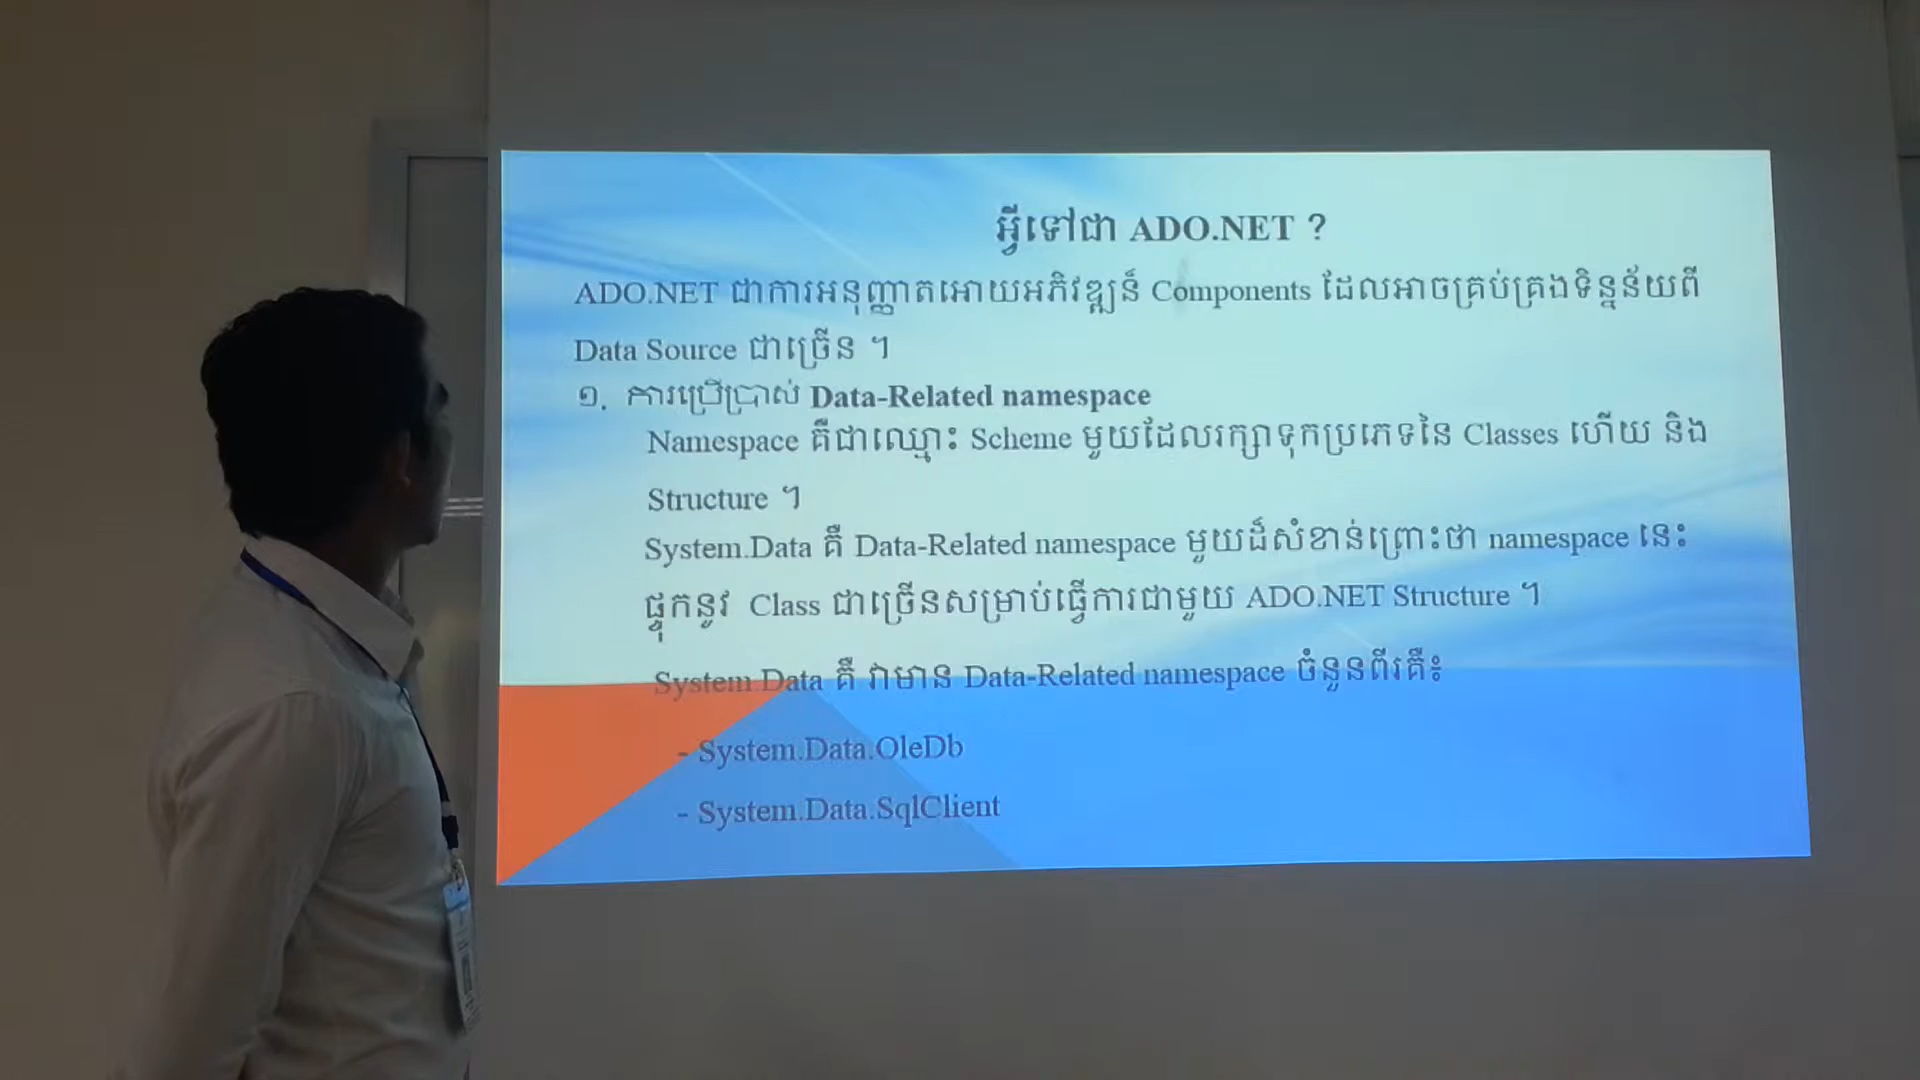 អ្វីទៅជា ADO.NET ?
ADO.NET ជាការអនុញ្ញាតអោយអភិវឌ្ឍន៏ Components ដែលអាចគ្រប់គ្រងទិន្នន័យពី
Data Source ជាច្រើន ។
១. ការប្រើប្រាស់ Data-Related namespace
Namespace គឺជាឈ្មោះ Scheme មួយដែលរក្សាទុកប្រភេទនៃ Classes ហើយ និង
Structure ។
System.Data គឺ Data-Related namespace មួយដ៏សំខាន់ព្រោះថា namespace នេះ
ផ្ទុកនូវ Class ជាច្រើនសម្រាប់ធ្វើការជាមួយ ADO.NET Structure ។
System.Data គឺ វាមាន Data-Related namespace ចំនួនពីរគឺ៖
- System.Data.OleDb
- System.Data.SqlClient